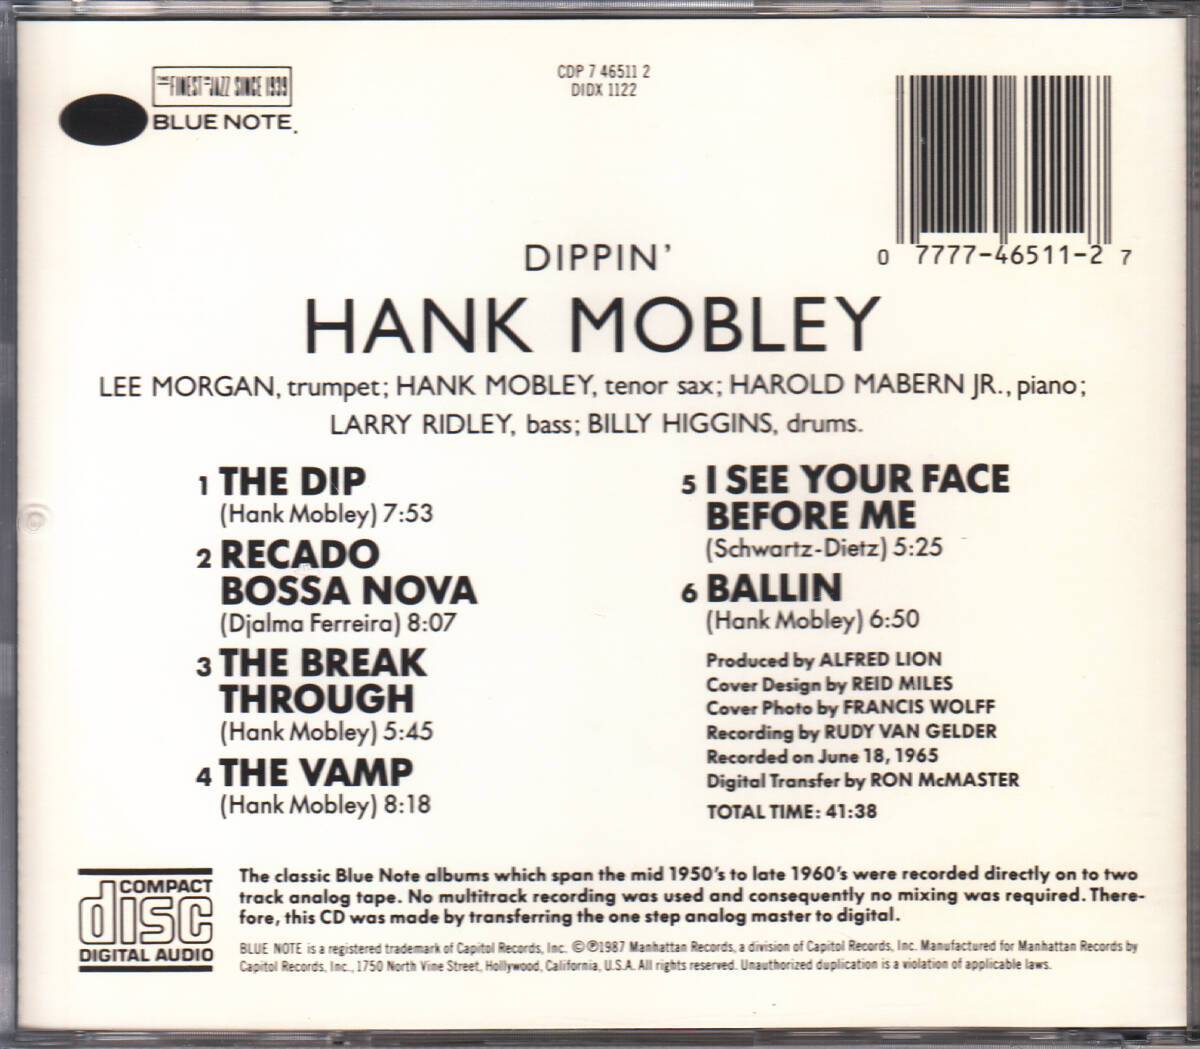 THE FINEST IN JAZZ SINCE 1939
BLUE NOTE.
CDP 7 46511 2
DIDX 1122
0 7777-46511-2 7
DIPPIN'
HANK MOBLEY
LEE MORGAN, trumpet; HANK MOBLEY, tenor sax; HAROLD MABERN JR., piano;
LARRY RIDLEY, bass; BILLY HIGGINS, drums.
1 THE DIP
(Hank Mobley) 7:53
2 RECADO
BOSSA NOVA
(Djalma Ferreira) 8:07
3 THE BREAK
THROUGH
(Hank Mobley) 5:45
4 THE VAMP
(Hank Mobley) 8:18
5 I SEE YOUR FACE
BEFORE ME
(Schwartz-Dietz) 5:25
6 BALLIN
(Hank Mobley) 6:50
Produced by ALFRED LION
Cover Design by REID MILES
Cover Photo by FRANCIS WOLFF
Recording by RUDY VAN GELDER
Recorded on June 18, 1965
Digital Transfer by RON McMASTER
TOTAL TIME: 41:38
COMPACT
disc
DIGITAL AUDIO
The classic Blue Note albums which span the mid 1950's to late 1960's were recorded directly on to two
track analog tape. No multitrack recording was used and consequently no mixing was required. There-
fore, this CD was made by transferring the one step analog master to digital.
BLUE NOTE is a registered trademark of Capitol Records, Inc. ©℗1987 Manhattan Records, a division of Capitol Records, Inc. Manufactured for Manhattan Records by
Capitol Records, Inc., 1750 North Vine Street, Hollywood, California, U.S.A. All rights reserved. Unauthorized duplication is a violation of applicable laws.